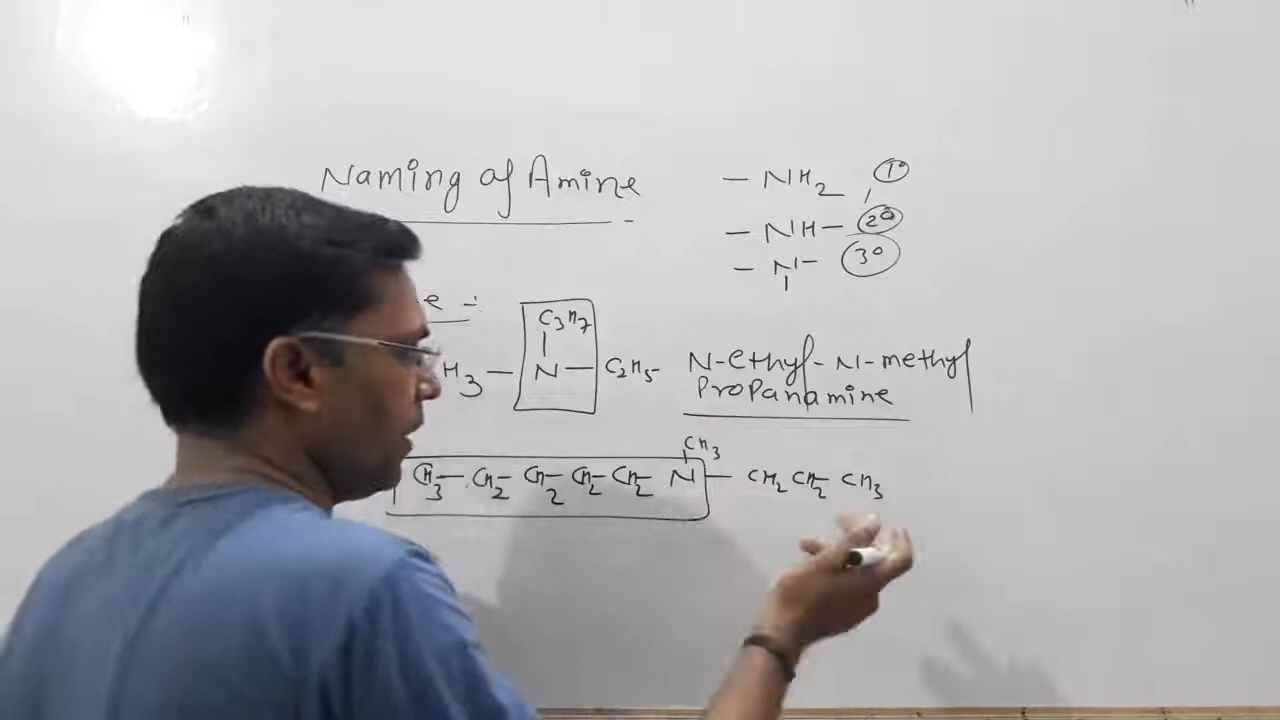 Naming of Amine
— NH2 1°
— NH — 2°
— N — 3°
e -:
C3H7
H3 — N — C2H5- N-ethyl-N-methyl
Propanamine
CH3
CH3 — CH2 - CH2 - CH2 - CH2 N — CH2 CH2 - CH3